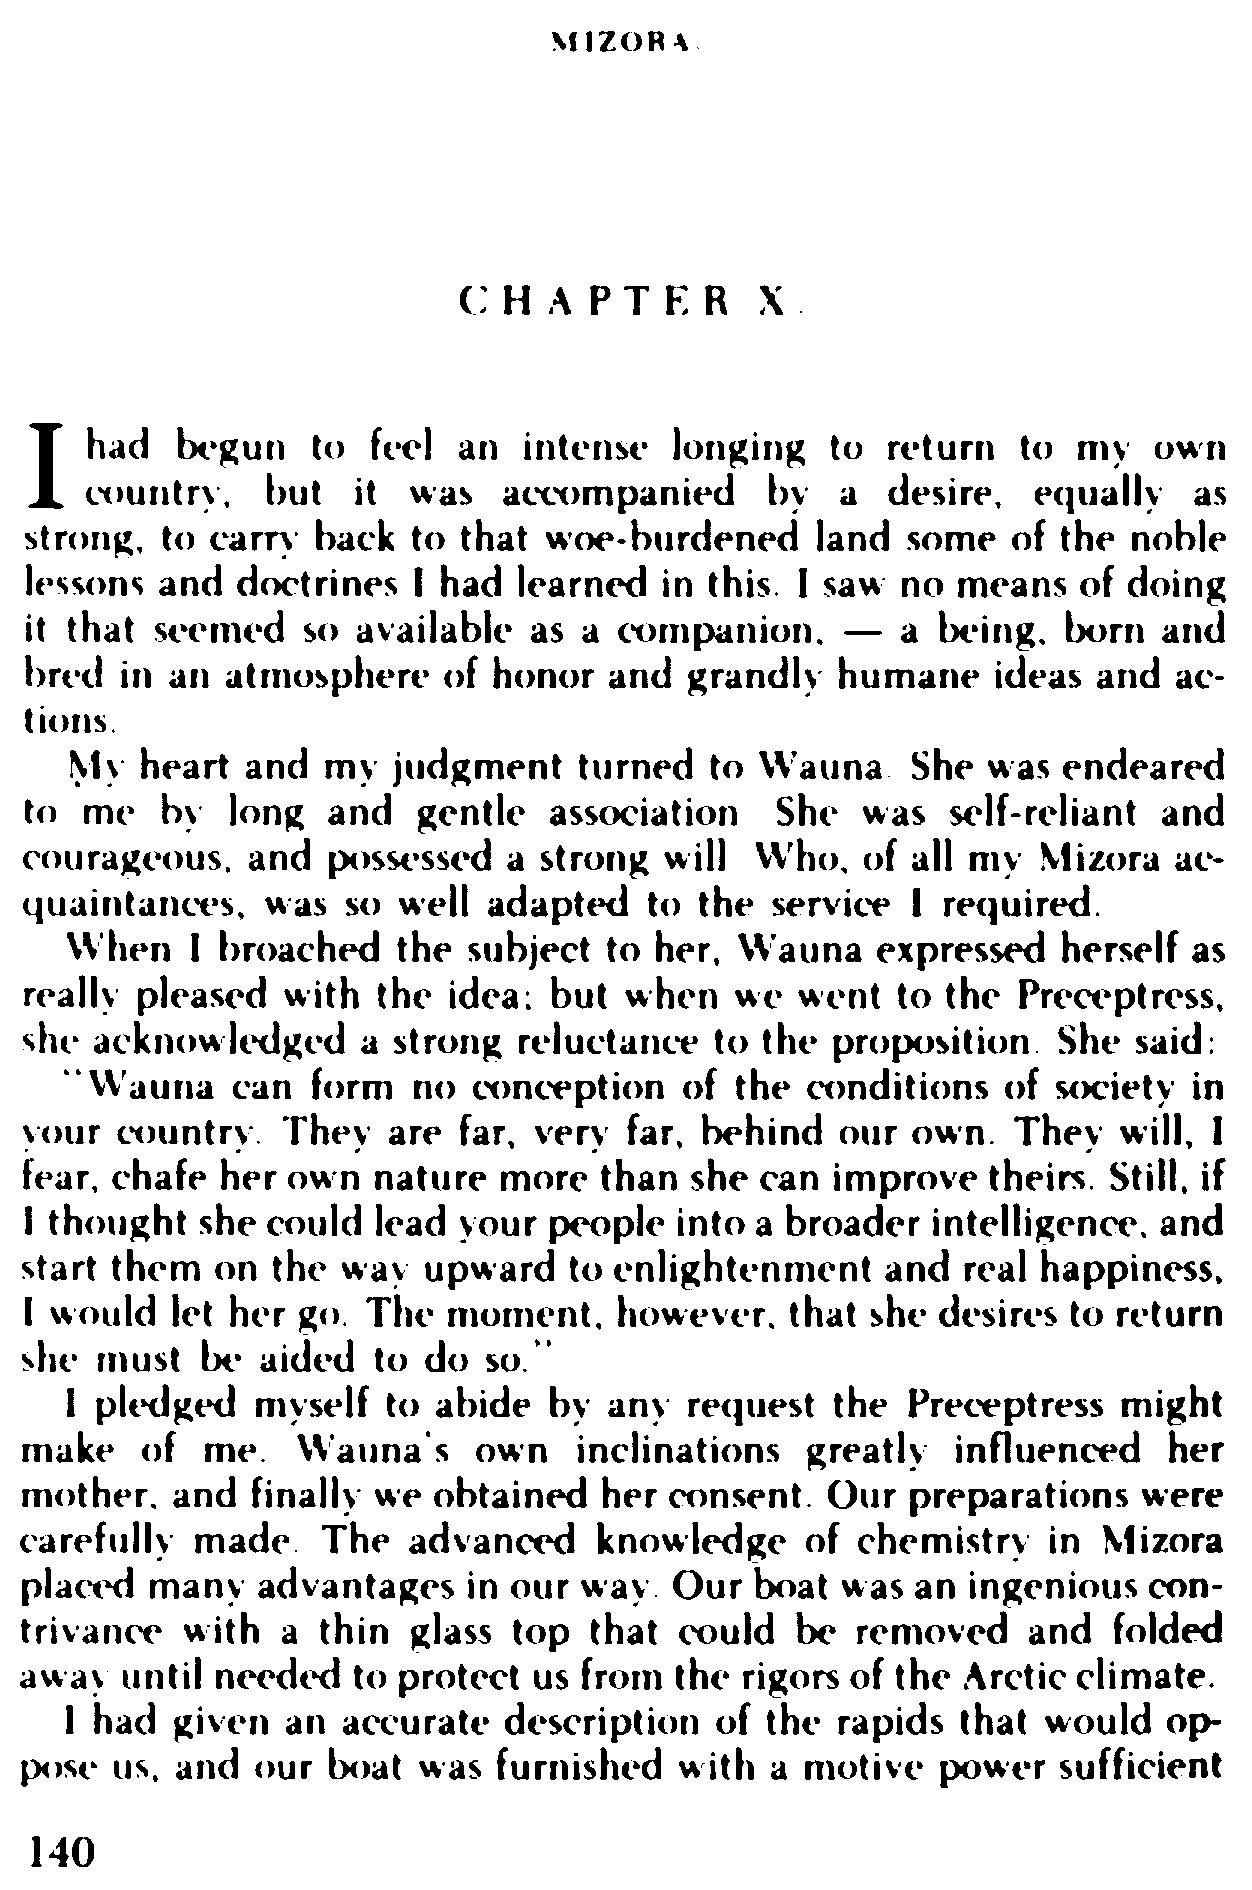 MIZORA.
CHAPTER X.
I had begun to feel an intense longing to return to my own
country, but it was accompanied by a desire, equally as
strong, to carry back to that woe-burdened land some of the noble
lessons and doctrines I had learned in this. I saw no means of doing
it that seemed so available as a companion, — a being, born and
bred in an atmosphere of honor and grandly humane ideas and ac-
tions.
My heart and my judgment turned to Wauna. She was endeared
to me by long and gentle association. She was self-reliant and
courageous, and possessed a strong will. Who, of all my Mizora ac-
quaintances, was so well adapted to the service I required.
When I broached the subject to her, Wauna expressed herself as
really pleased with the idea; but when we went to the Preceptress,
she acknowledged a strong reluctance to the proposition. She said:
"Wauna can form no conception of the conditions of society in
your country. They are far, very far, behind our own. They will, I
fear, chafe her own nature more than she can improve theirs. Still, if
I thought she could lead your people into a broader intelligence, and
start them on the way upward to enlightenment and real happiness,
I would let her go. The moment, however, that she desires to return
she must be aided to do so."
I pledged myself to abide by any request the Preceptress might
make of me. Wauna's own inclinations greatly influenced her
mother, and finally we obtained her consent. Our preparations were
carefully made. The advanced knowledge of chemistry in Mizora
placed many advantages in our way. Our boat was an ingenious con-
trivance with a thin glass top that could be removed and folded
away until needed to protect us from the rigors of the Arctic climate.
I had given an accurate description of the rapids that would op-
pose us, and our boat was furnished with a motive power sufficient
140